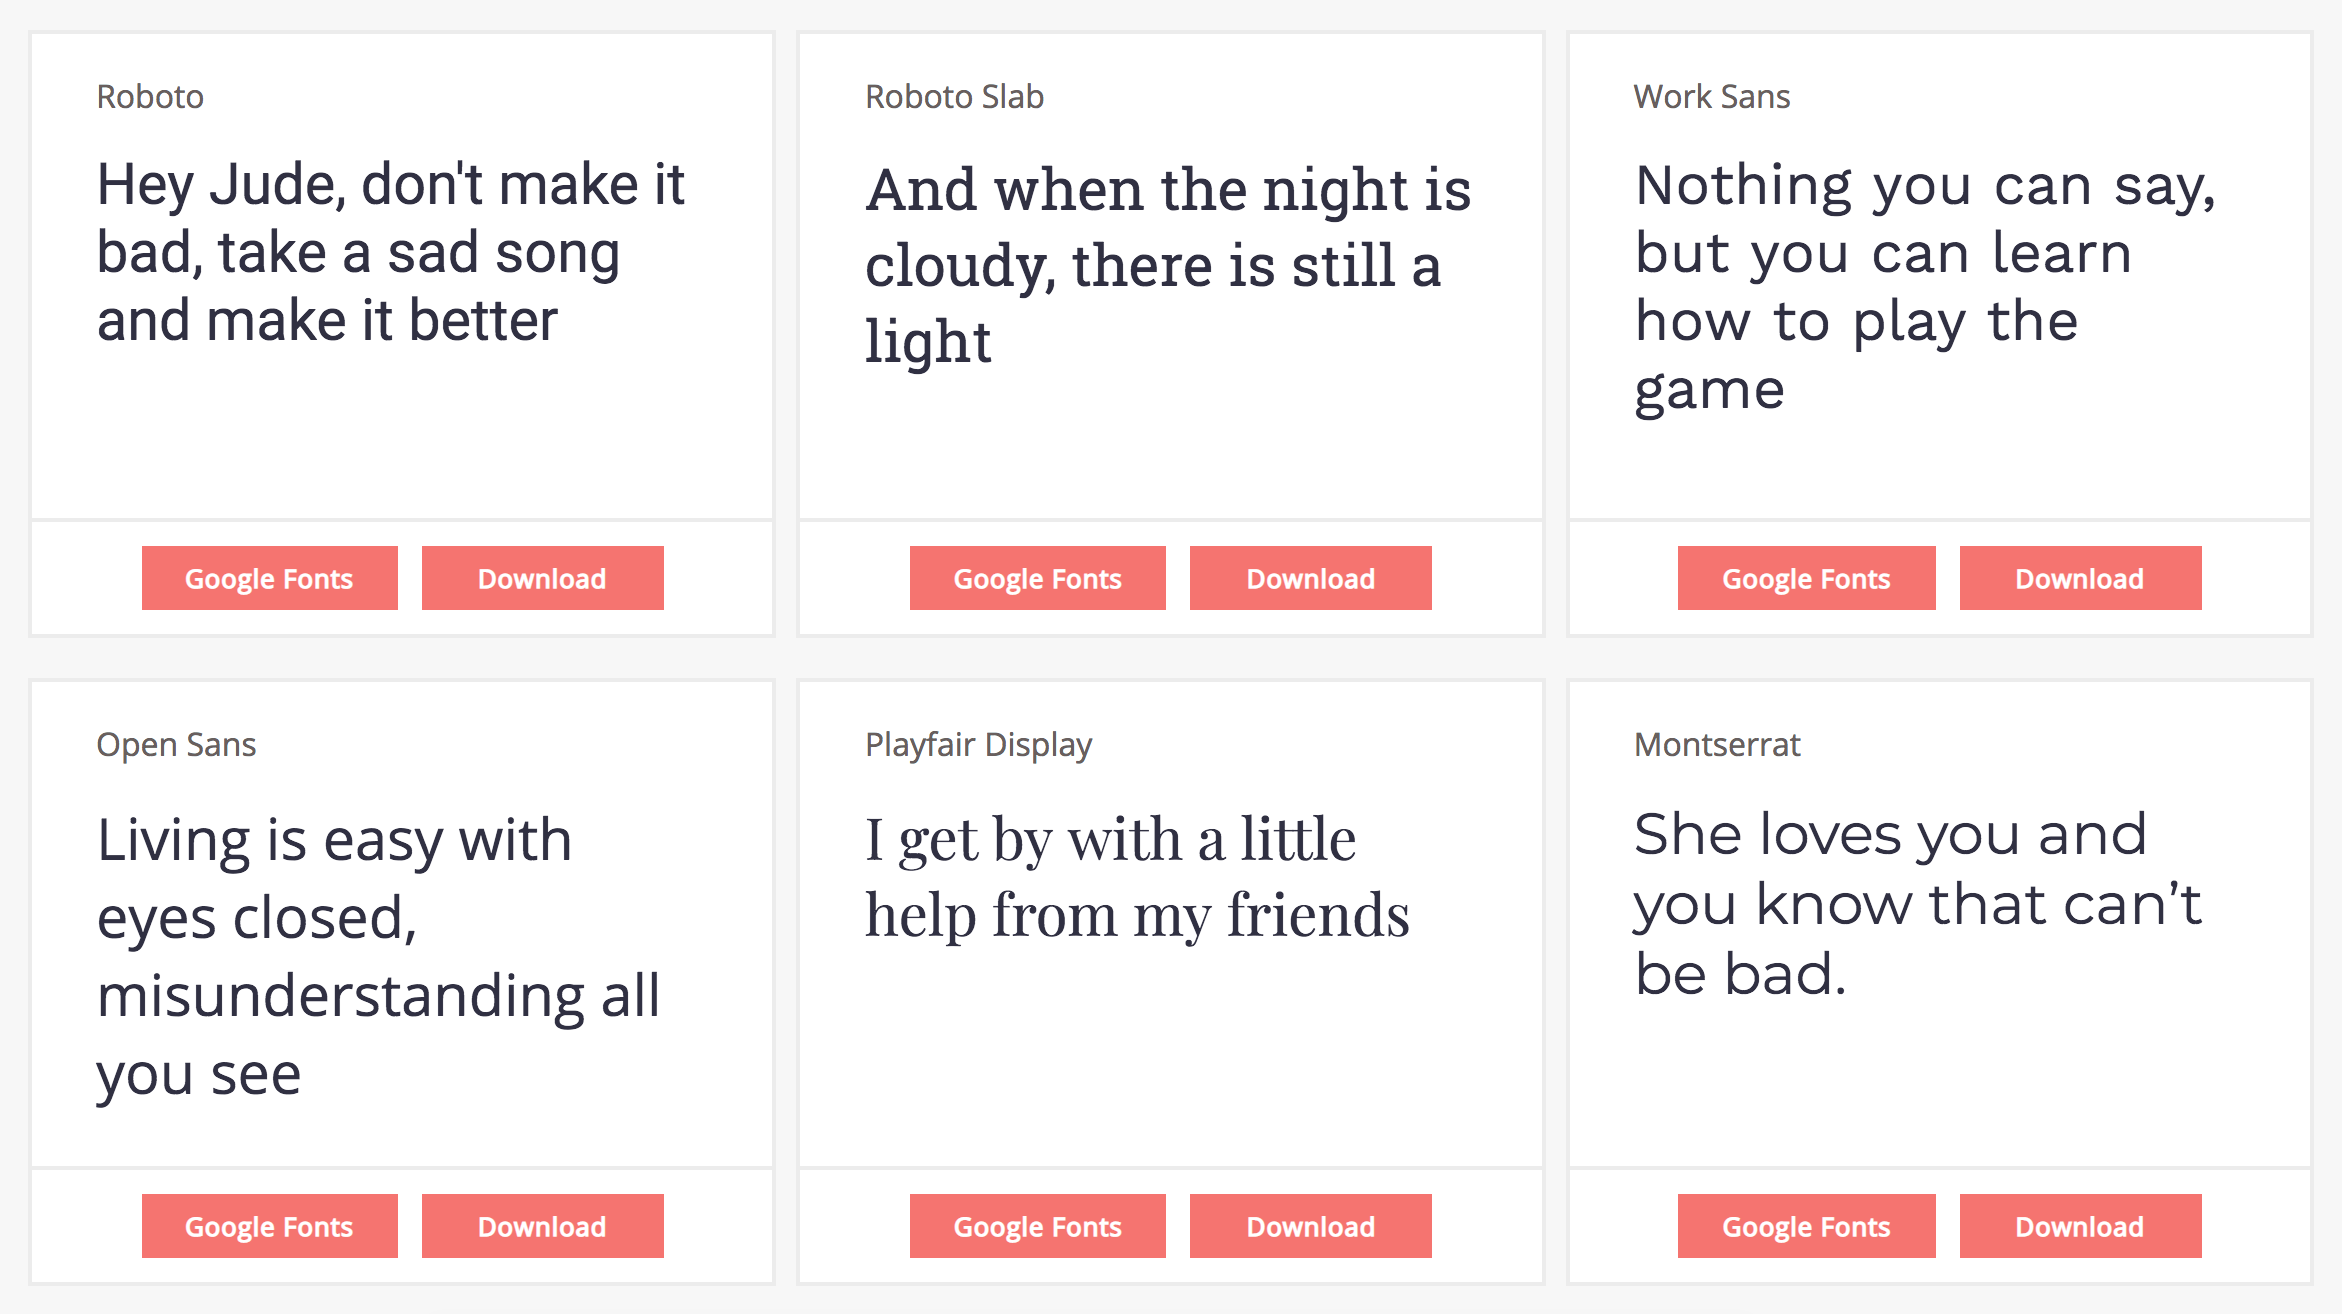 Roboto
Hey Jude, don't make it
bad, take a sad song
and make it better
Google Fonts
Download
Roboto Slab
And when the night is
cloudy, there is still a
light
Google Fonts
Download
Work Sans
Nothing you can say,
but you can learn
how to play the
game
Google Fonts
Download
Open Sans
Living is easy with
eyes closed,
misunderstanding all
you see
Google Fonts
Download
Playfair Display
I get by with a little
help from my friends
Google Fonts
Download
Montserrat
She loves you and
you know that can’t
be bad.
Google Fonts
Download